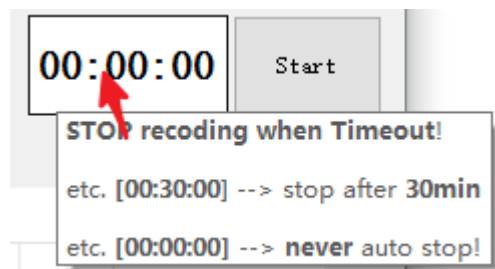 00:00:00 Start
STOP recoding when Timeout!
etc. [00:30:00] --> stop after 30min
etc. [00:00:00] --> never auto stop!